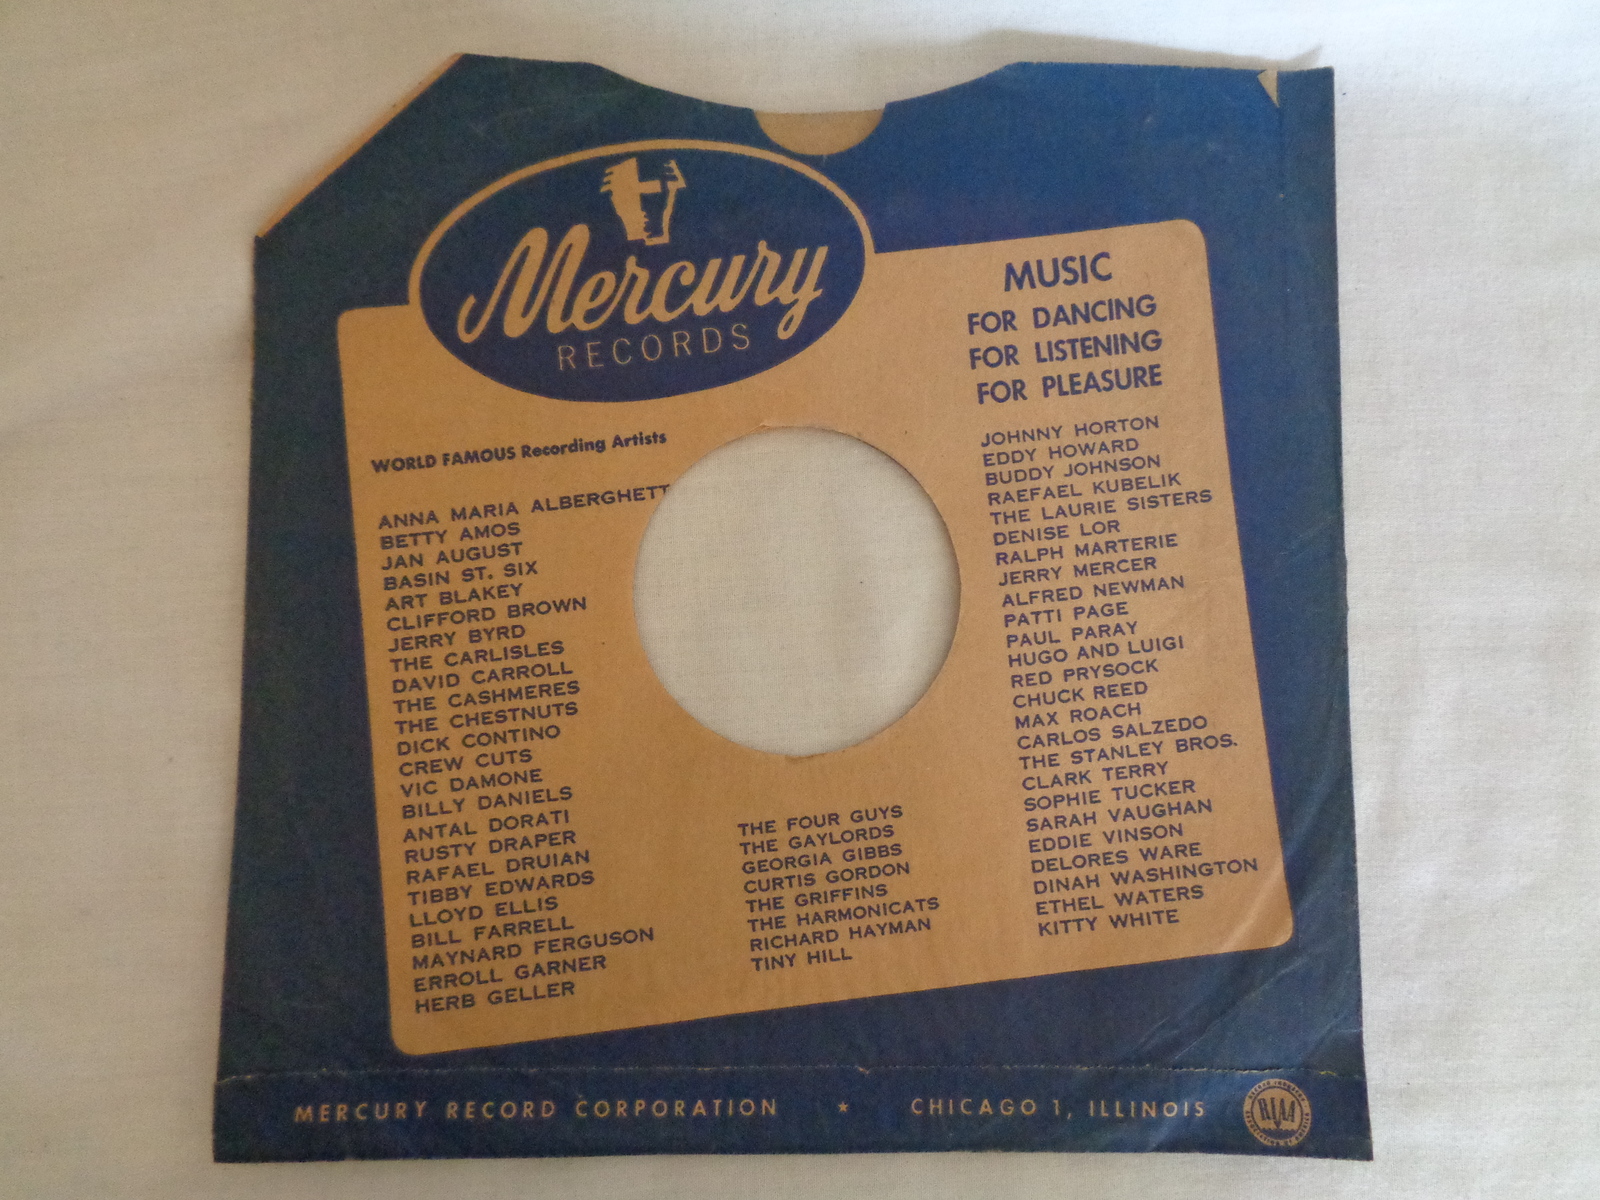 Mercury
RECORDS
MUSIC
FOR DANCING
FOR LISTENING
FOR PLEASURE
WORLD FAMOUS Recording Artists
ANNA MARIA ALBERGHETT
BETTY AMOS
JAN AUGUST
BASIN ST. SIX
ART BLAKEY
CLIFFORD BROWN
JERRY BYRD
THE CARLISLES
DAVID CARROLL
THE CASHMERES
THE CHESTNUTS
DICK CONTINO
CREW CUTS
VIC DAMONE
BILLY DANIELS
ANTAL DORATI
RUSTY DRAPER
RAFAEL DRUIAN
TIBBY EDWARDS
LLOYD ELLIS
BILL FARRELL
MAYNARD FERGUSON
ERROLL GARNER
HERB GELLER
THE FOUR GUYS
THE GAYLORDS
GEORGIA GIBBS
CURTIS GORDON
THE GRIFFINS
THE HARMONICATS
RICHARD HAYMAN
TINY HILL
JOHNNY HORTON
EDDY HOWARD
BUDDY JOHNSON
RAEFAEL KUBELIK
THE LAURIE SISTERS
DENISE LOR
RALPH MARTERIE
JERRY MERCER
ALFRED NEWMAN
PATTI PAGE
PAUL PARAY
HUGO AND LUIGI
RED PRYSOCK
CHUCK REED
MAX ROACH
CARLOS SALZEDO
THE STANLEY BROS.
CLARK TERRY
SOPHIE TUCKER
SARAH VAUGHAN
EDDIE VINSON
DELORES WARE
DINAH WASHINGTON
ETHEL WATERS
KITTY WHITE
MERCURY RECORD CORPORATION ★ CHICAGO 1, ILLINOIS
RIAA